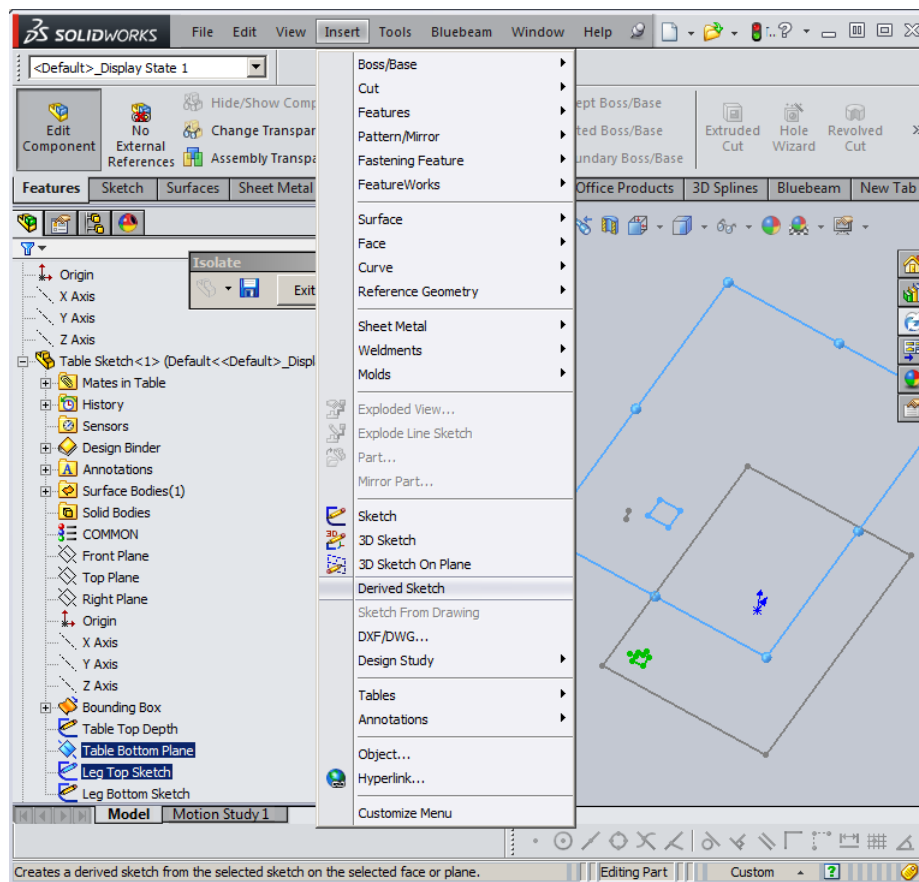 SOLIDWORKS File Edit View Insert Tools Bluebeam Window Help
<Default>_Display State 1
Edit Component
No External References
Hide/Show Comp
Change Transpar
Assembly Transpa
ept Boss/Base
ted Boss/Base
undary Boss/Base
Extruded Cut
Hole Wizard
Revolved Cut
Features Sketch Surfaces Sheet Metal Office Products 3D Splines Bluebeam New Tab
Isolate
Exit
Origin
X Axis
Y Axis
Z Axis
Table Sketch<1> (Default<<Default>_Displ
Mates in Table
History
Sensors
Design Binder
Annotations
Surface Bodies(1)
Solid Bodies
COMMON
Front Plane
Top Plane
Right Plane
Origin
X Axis
Y Axis
Z Axis
Bounding Box
Table Top Depth
Table Bottom Plane
Leg Top Sketch
Leg Bottom Sketch
Boss/Base
Cut
Features
Pattern/Mirror
Fastening Feature
FeatureWorks
Surface
Face
Curve
Reference Geometry
Sheet Metal
Weldments
Molds
Exploded View...
Explode Line Sketch
Part...
Mirror Part...
Sketch
3D Sketch
3D Sketch On Plane
Derived Sketch
Sketch From Drawing
DXF/DWG...
Design Study
Tables
Annotations
Object...
Hyperlink...
Customize Menu
Model Motion Study 1
Creates a derived sketch from the selected sketch on the selected face or plane. Editing Part Custom